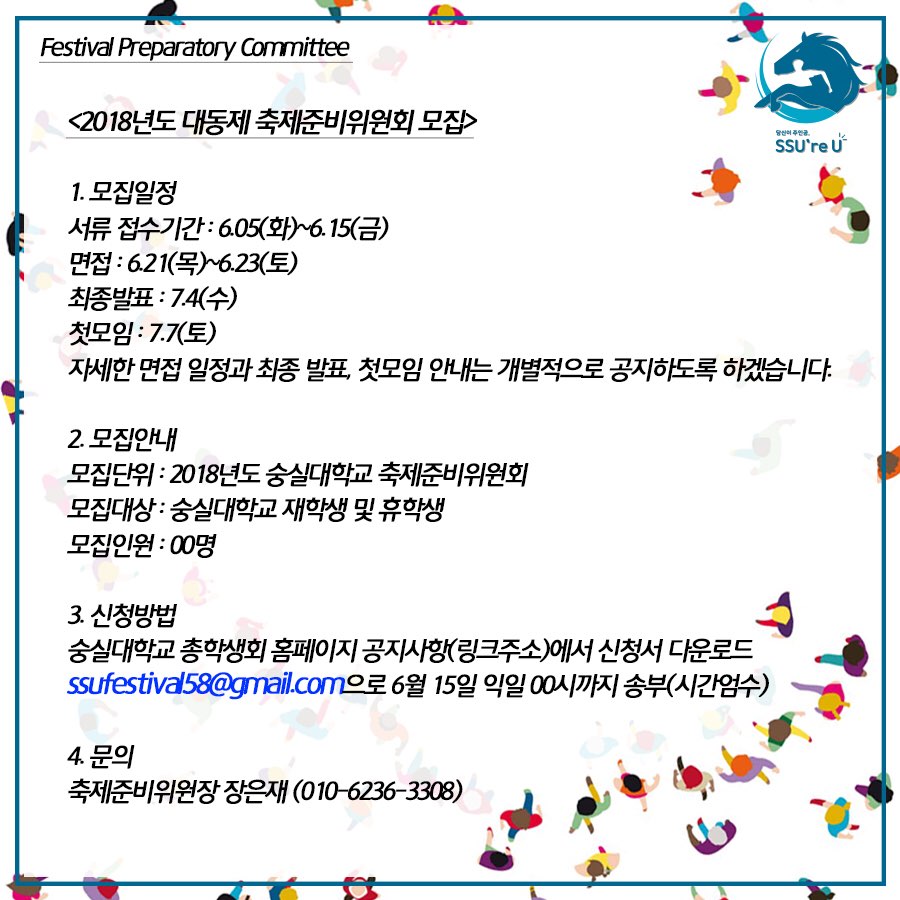 Festival Preparatory Committee
<2018년도 대동제 축제준비위원회 모집>
당신이 주인공,
SSU're U
1. 모집일정
서류 접수기간 : 6.05(화)~6.15(금)
면접 : 6.21(목)~6.23(토)
최종발표 : 7.4(수)
첫모임 : 7.7(토)
자세한 면접 일정과 최종 발표, 첫모임 안내는 개별적으로 공지하도록 하겠습니다.
2. 모집안내
모집단위 : 2018년도 숭실대학교 축제준비위원회
모집대상 : 숭실대학교 재학생 및 휴학생
모집인원 : 00명
3. 신청방법
숭실대학교 총학생회 홈페이지 공지사항(링크주소)에서 신청서 다운로드
ssufestival58@gmail.com으로 6월 15일 익일 00시까지 송부(시간엄수)
4. 문의
축제준비위원장 장은재 (010-6236-3308)